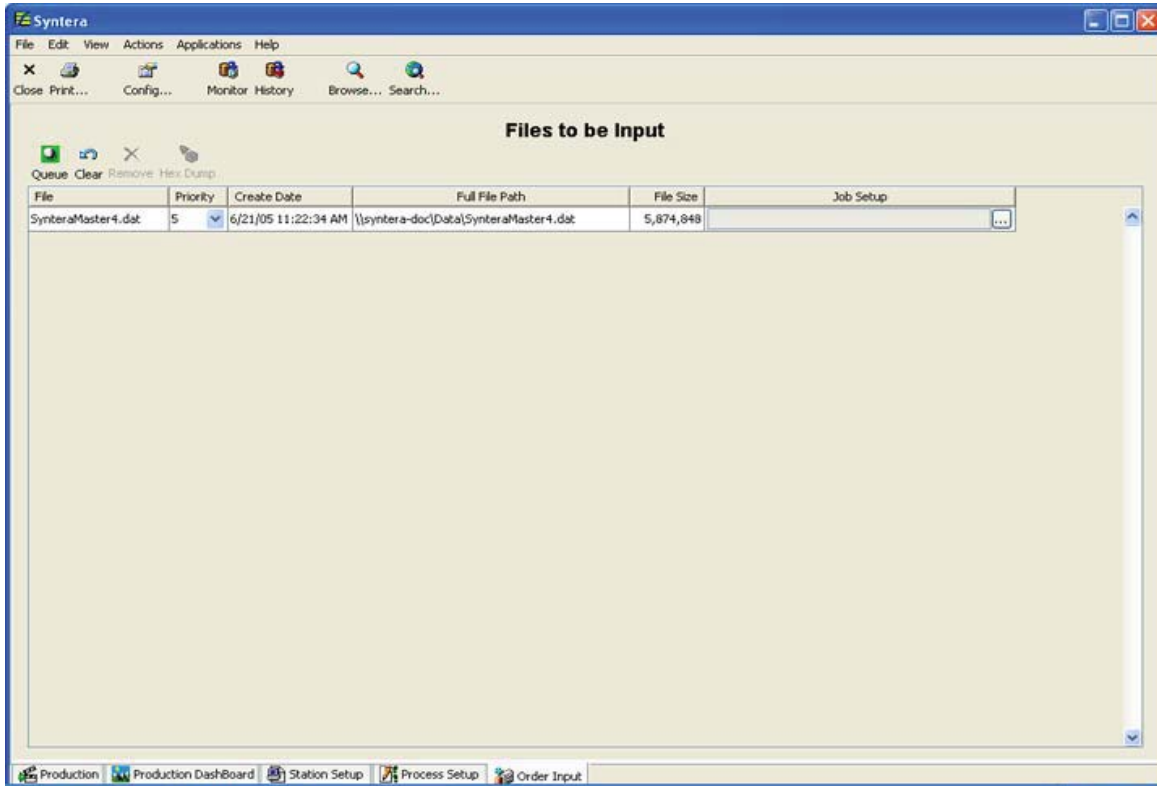 Syntera
File Edit View Actions Applications Help
Close Print... Config... Monitor History Browse... Search...
Files to be Input
Queue Clear Remove Hex Dump
File Priority Create Date Full File Path File Size Job Setup
SynteraMaster4.dat 5 6/21/05 11:22:34 AM \\syntera-doc\Data\SynteraMaster4.dat 5,874,848 ...
Production Production DashBoard Station Setup Process Setup Order Input